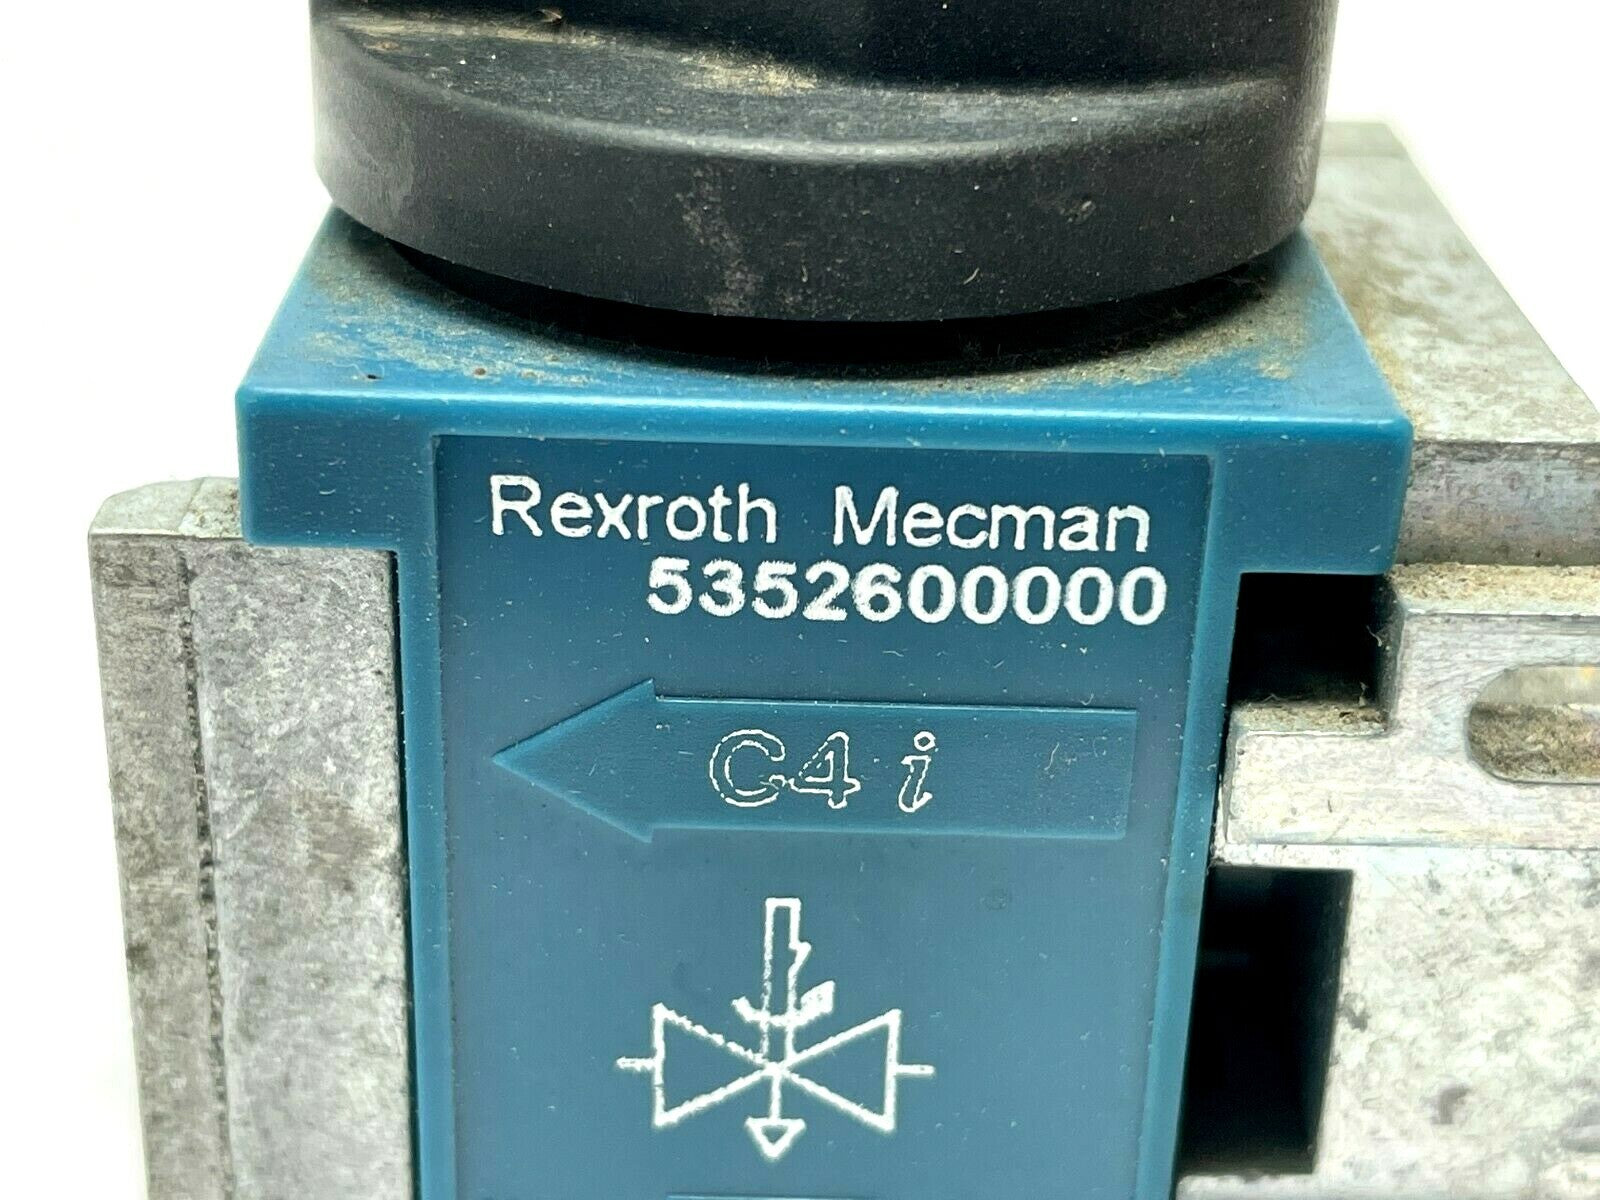 Rexroth Mecman
5352600000
C4 i